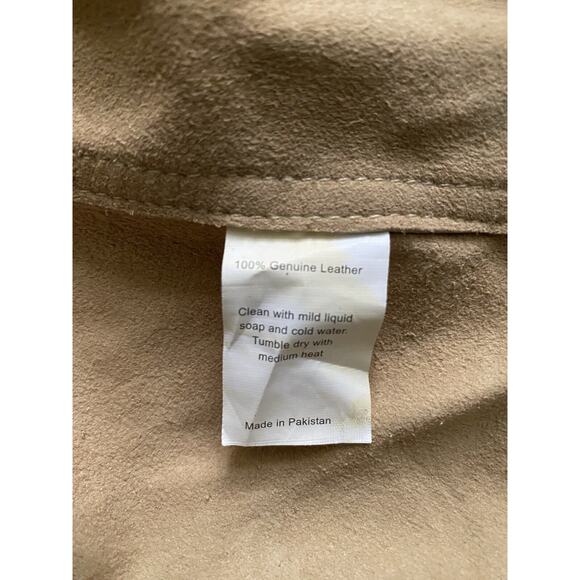 100% Genuine Leather
Clean with mild liquid
soap and cold water.
Tumble dry with
medium heat
Made in Pakistan